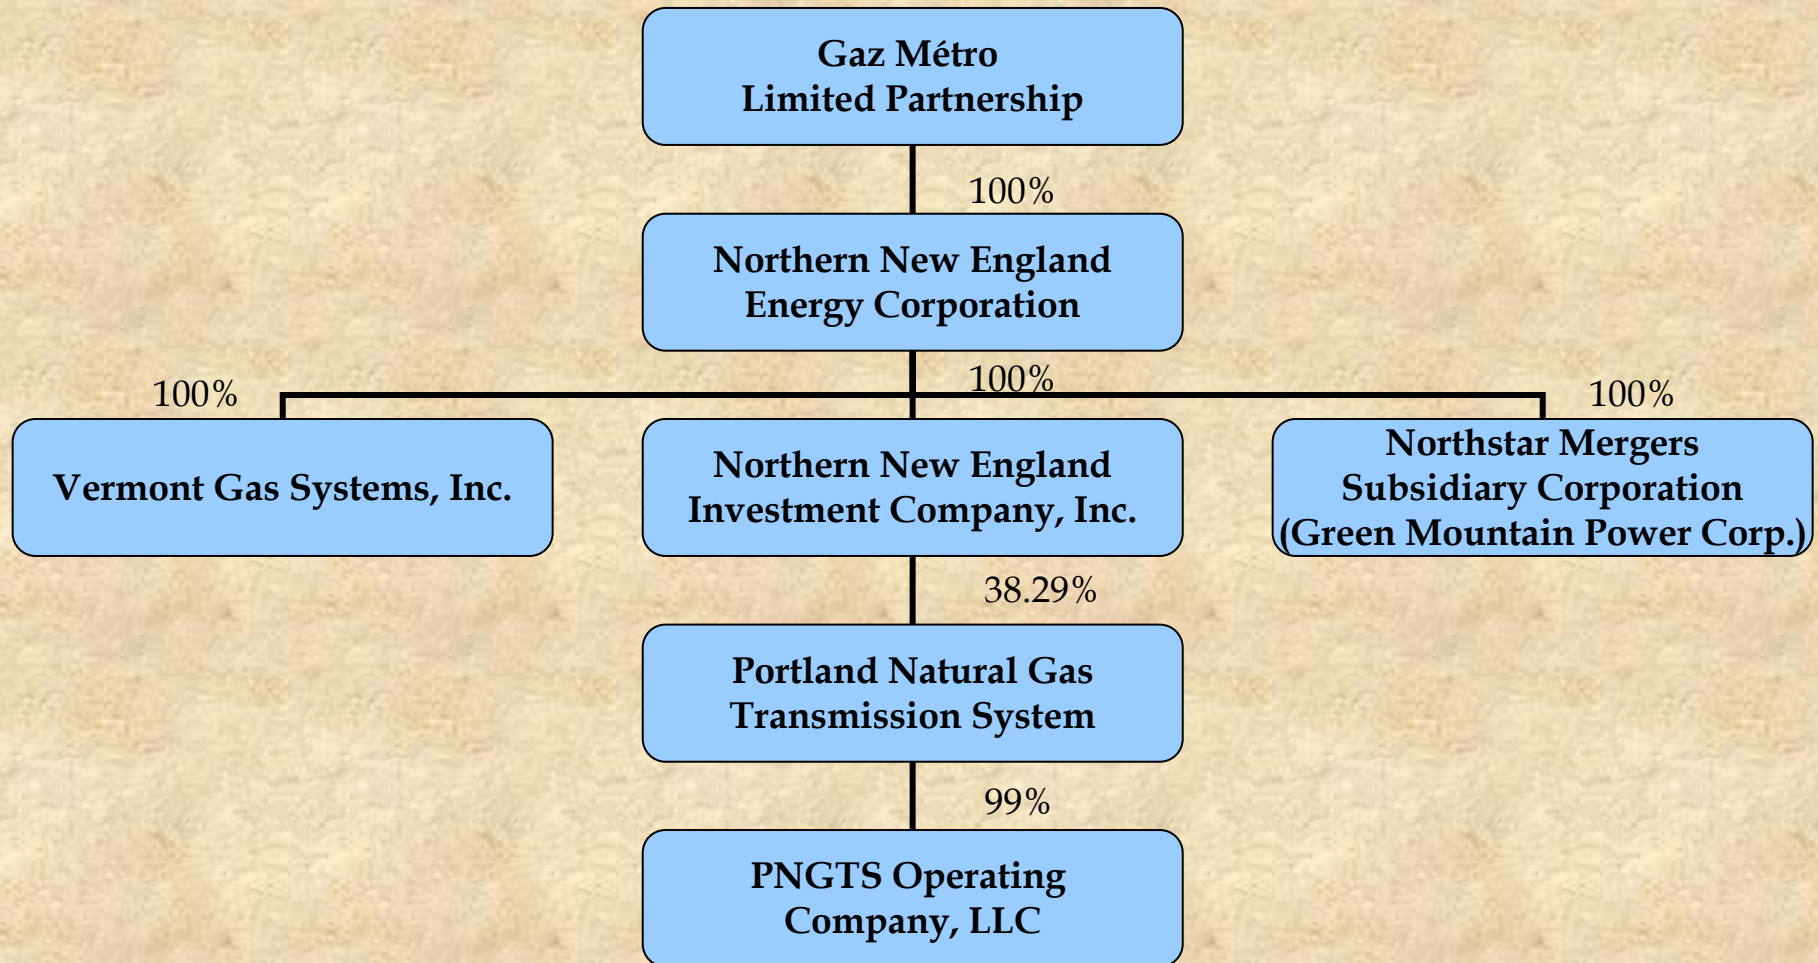 Gaz Métro
Limited Partnership
100%
Northern New England
Energy Corporation
100%
100%
100%
Vermont Gas Systems, Inc.
Northern New England
Investment Company, Inc.
Northstar Mergers
Subsidiary Corporation
(Green Mountain Power Corp.)
38.29%
Portland Natural Gas
Transmission System
99%
PNGTS Operating
Company, LLC